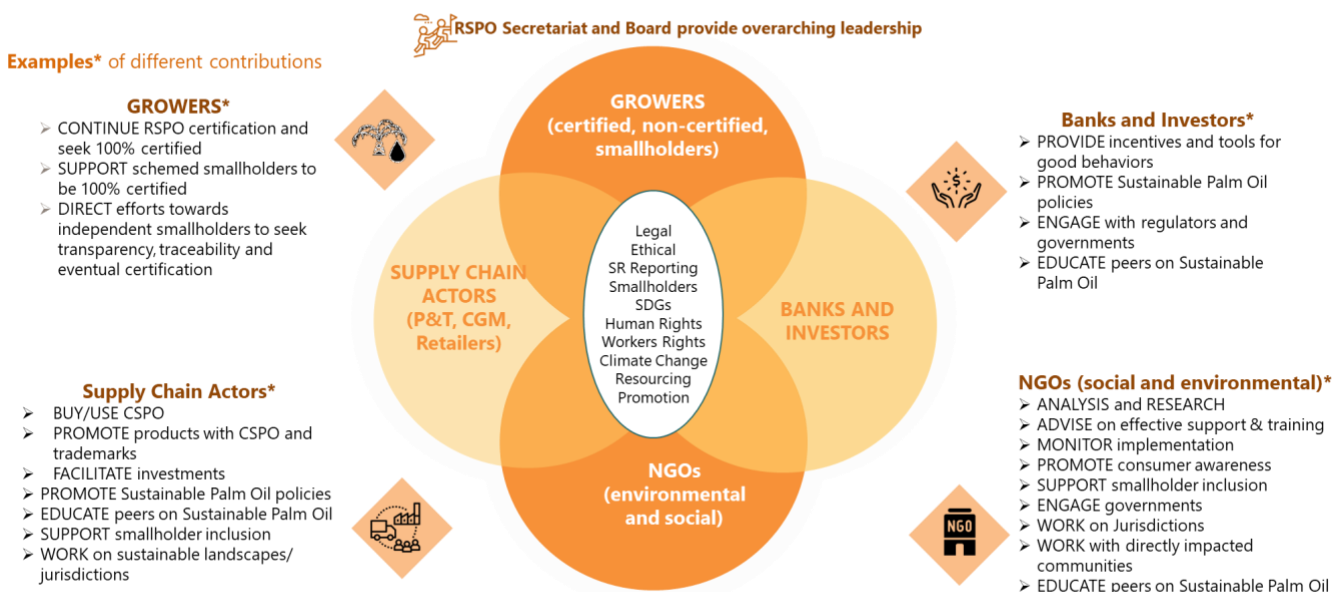 RSPO Secretariat and Board provide overarching leadership
Examples* of different contributions
GROWERS*
➢ CONTINUE RSPO certification and
seek 100% certified
➢ SUPPORT schemed smallholders to
be 100% certified
➢ DIRECT efforts towards
independent smallholders to seek
transparency, traceability and
eventual certification
Supply Chain Actors*
➢ BUY/USE CSPO
➢ PROMOTE products with CSPO and
trademarks
➢ FACILITATE investments
➢ PROMOTE Sustainable Palm Oil policies
➢ EDUCATE peers on Sustainable Palm Oil
➢ SUPPORT smallholder inclusion
➢ WORK on sustainable landscapes/
jurisdictions
GROWERS
(certified, non-certified,
smallholders)
SUPPLY CHAIN
ACTORS
(P&T, CGM,
Retailers)
Legal
Ethical
SR Reporting
Smallholders
SDGs
Human Rights
Workers Rights
Climate Change
Resourcing
Promotion
BANKS AND
INVESTORS
NGOs
(environmental
and social)
Banks and Investors*
➢ PROVIDE incentives and tools for
good behaviors
➢ PROMOTE Sustainable Palm Oil
policies
➢ ENGAGE with regulators and
governments
➢ EDUCATE peers on Sustainable
Palm Oil
NGOs (social and environmental)*
➢ ANALYSIS and RESEARCH
➢ ADVISE on effective support & training
➢ MONITOR implementation
➢ PROMOTE consumer awareness
➢ SUPPORT smallholder inclusion
➢ ENGAGE governments
➢ WORK on Jurisdictions
➢ WORK with directly impacted
communities
➢ EDUCATE peers on Sustainable Palm Oil
NGO